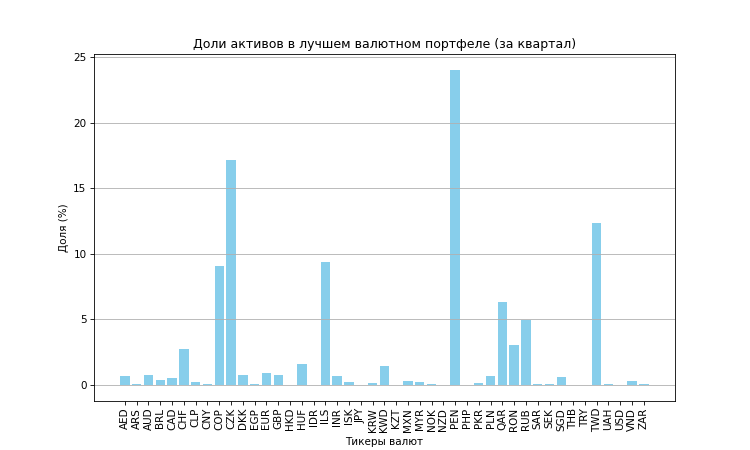 Доли активов в лучшем валютном портфеле (за квартал)
25
20
15
10
5
0
Доля (%)
AED
ARS
AUD
BRL
CAD
CHF
CLP
CNY
COP
CZK
DKK
EGP
EUR
GBP
HKD
HUF
IDR
ILS
INR
ISK
JPY
KRW
KWD
KZT
MXN
MYR
NOK
NZD
PEN
PHP
PKR
PLN
QAR
RON
RUB
SAR
SEK
SGD
THB
TRY
TWD
UAH
USD
VND
ZAR
Тикеры валют